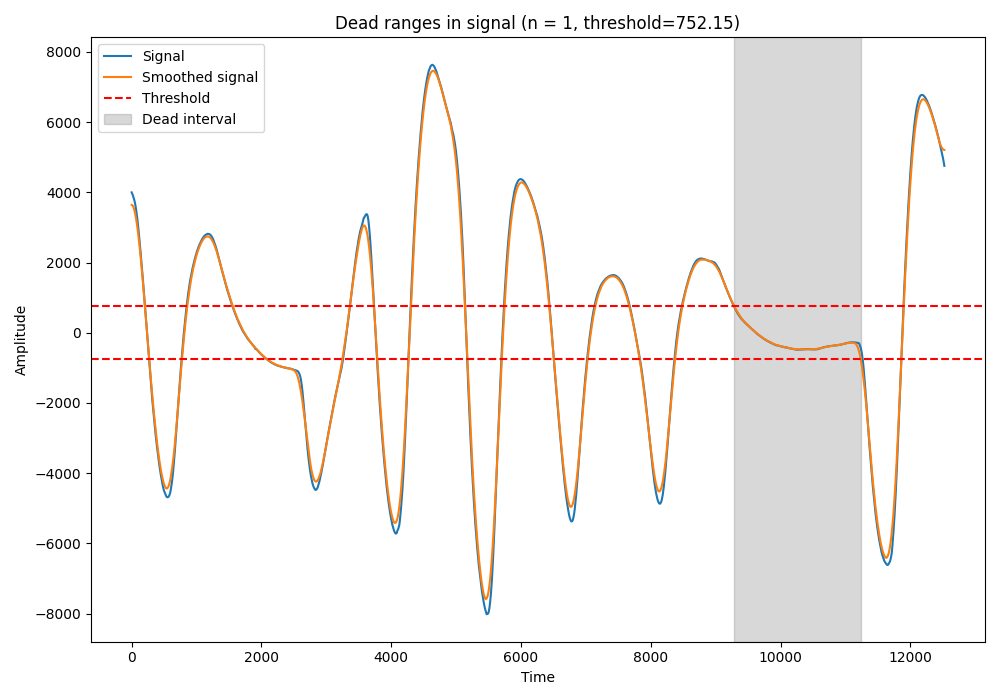 Dead ranges in signal (n = 1, threshold=752.15)
Signal
Smoothed signal
Threshold
Dead interval
Amplitude
8000
6000
4000
2000
0
−2000
−4000
−6000
−8000
0 2000 4000 6000 8000 10000 12000
Time